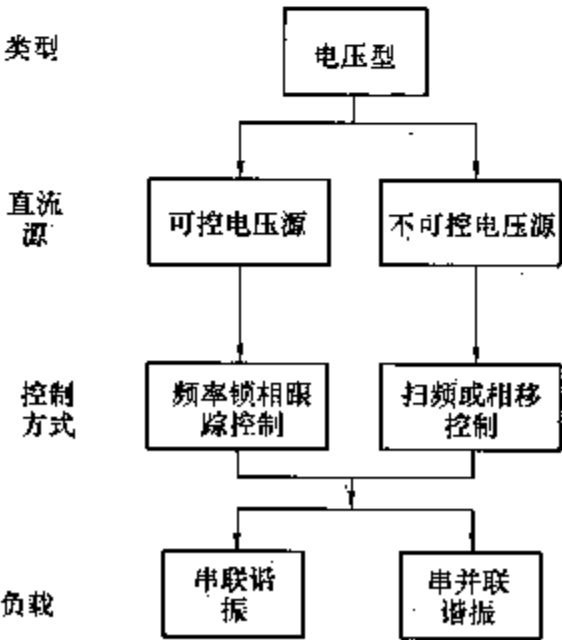 类型
电压型
直流
源
可控电压源
不可控电压源
控制
方式
频率锁相跟
踪控制
扫频或相移
控制
负载
串联谐
振
串并联
谐振